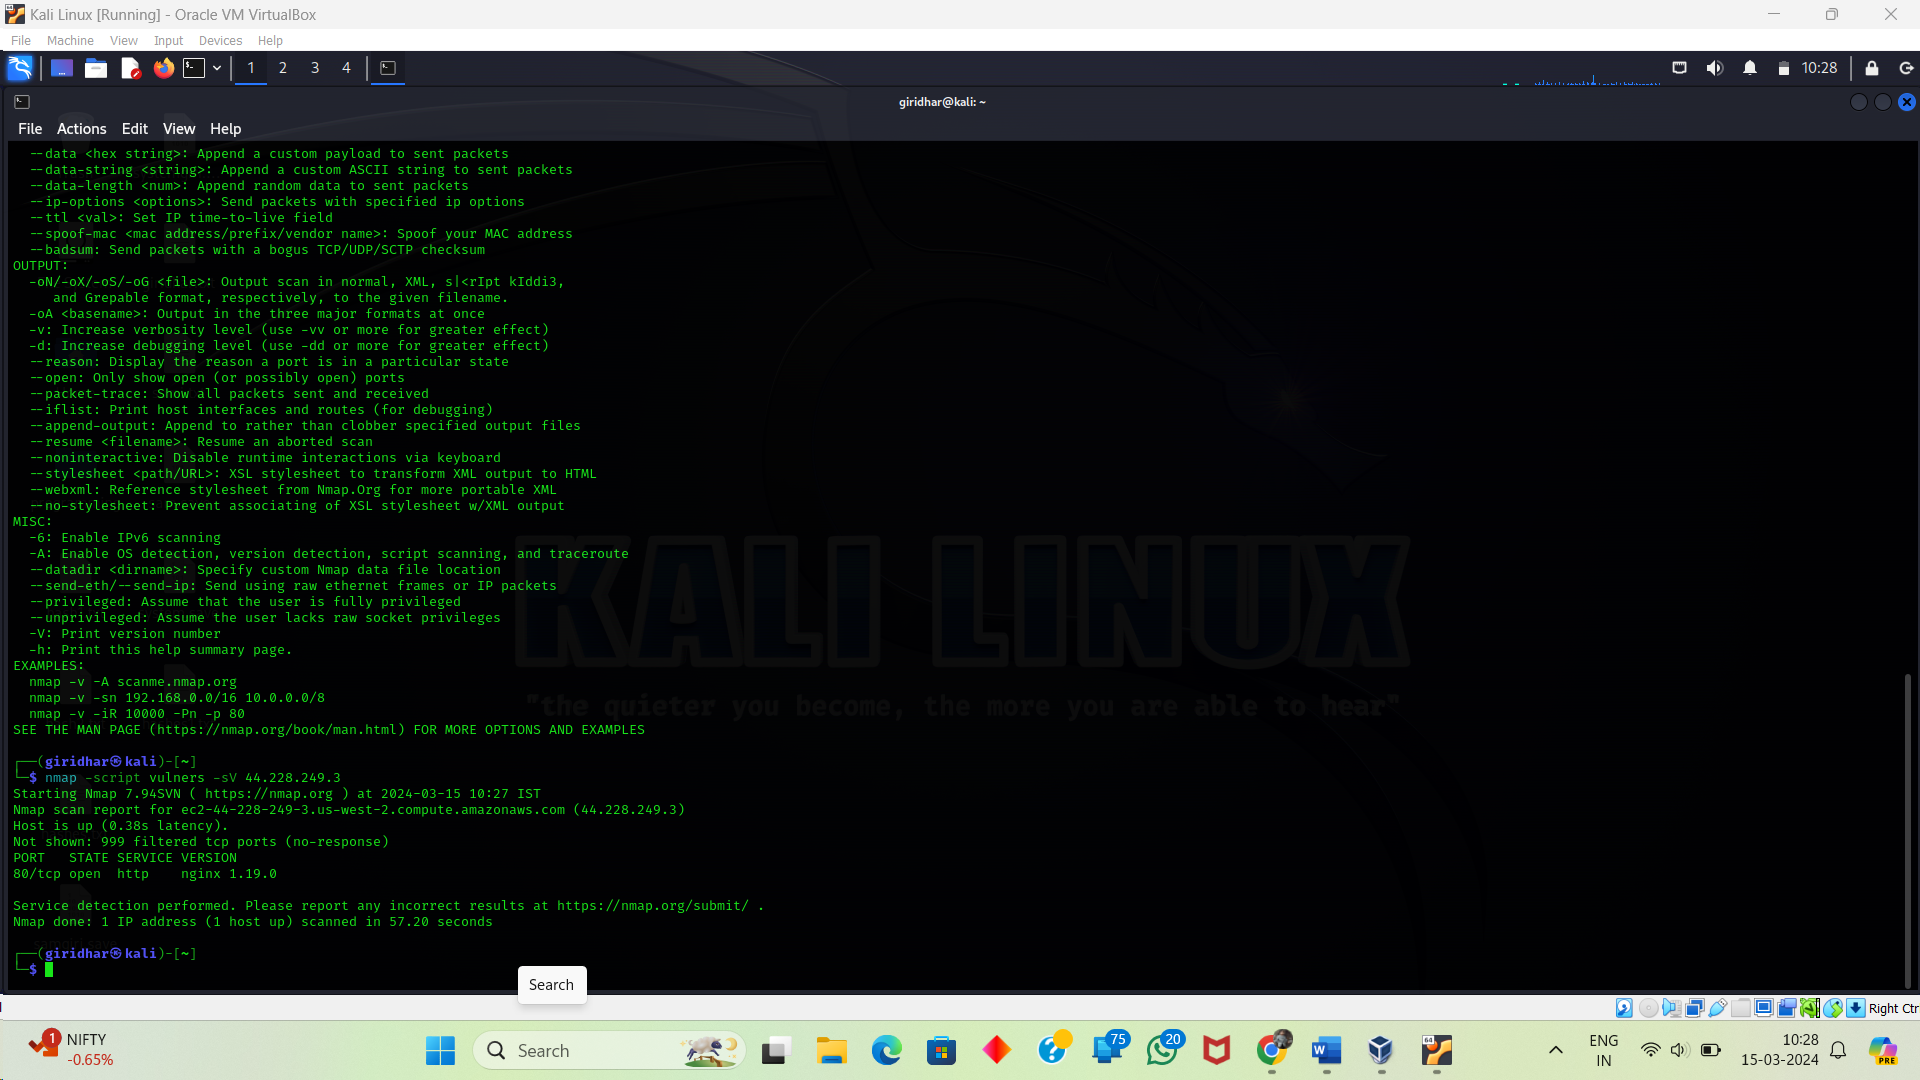 Kali Linux [Running] - Oracle VM VirtualBox
File Machine View Input Devices Help
1 2 3 4
10:28
giridhar@kali: ~
File Actions Edit View Help
--data <hex string>: Append a custom payload to sent packets
--data-string <string>: Append a custom ASCII string to sent packets
--data-length <num>: Append random data to sent packets
--ip-options <options>: Send packets with specified ip options
--ttl <val>: Set IP time-to-live field
--spoof-mac <mac address/prefix/vendor name>: Spoof your MAC address
--badsum: Send packets with a bogus TCP/UDP/SCTP checksum
OUTPUT:
-oN/-oX/-oS/-oG <file>: Output scan in normal, XML, s|<rIpt kIddi3,
and Grepable format, respectively, to the given filename.
-oA <basename>: Output in the three major formats at once
-v: Increase verbosity level (use -vv or more for greater effect)
-d: Increase debugging level (use -dd or more for greater effect)
--reason: Display the reason a port is in a particular state
--open: Only show open (or possibly open) ports
--packet-trace: Show all packets sent and received
--iflist: Print host interfaces and routes (for debugging)
--append-output: Append to rather than clobber specified output files
--resume <filename>: Resume an aborted scan
--noninteractive: Disable runtime interactions via keyboard
--stylesheet <path/URL>: XSL stylesheet to transform XML output to HTML
--webxml: Reference stylesheet from Nmap.Org for more portable XML
--no-stylesheet: Prevent associating of XSL stylesheet w/XML output
MISC:
-6: Enable IPv6 scanning
-A: Enable OS detection, version detection, script scanning, and traceroute
--datadir <dirname>: Specify custom Nmap data file location
--send-eth/--send-ip: Send using raw ethernet frames or IP packets
--privileged: Assume that the user is fully privileged
--unprivileged: Assume the user lacks raw socket privileges
-V: Print version number
-h: Print this help summary page.
EXAMPLES:
nmap -v -A scanme.nmap.org
nmap -v -sn 192.168.0.0/16 10.0.0.0/8
nmap -v -iR 10000 -Pn -p 80
SEE THE MAN PAGE (https://nmap.org/book/man.html) FOR MORE OPTIONS AND EXAMPLES
KALI LINUX
"the quieter you become, the more you are able to hear"
┌──(giridhar㉿kali)-[~]
└─$ nmap -script vulners -sV 44.228.249.3
Starting Nmap 7.94SVN ( https://nmap.org ) at 2024-03-15 10:27 IST
Nmap scan report for ec2-44-228-249-3.us-west-2.compute.amazonaws.com (44.228.249.3)
Host is up (0.38s latency).
Not shown: 999 filtered tcp ports (no-response)
PORT STATE SERVICE VERSION
80/tcp open http nginx 1.19.0
Service detection performed. Please report any incorrect results at https://nmap.org/submit/ .
Nmap done: 1 IP address (1 host up) scanned in 57.20 seconds
┌──(giridhar㉿kali)-[~]
└─$
Search
Right Ctr
1 NIFTY
-0.65%
Search
75
20
64
ENG
IN
10:28
15-03-2024
PRE